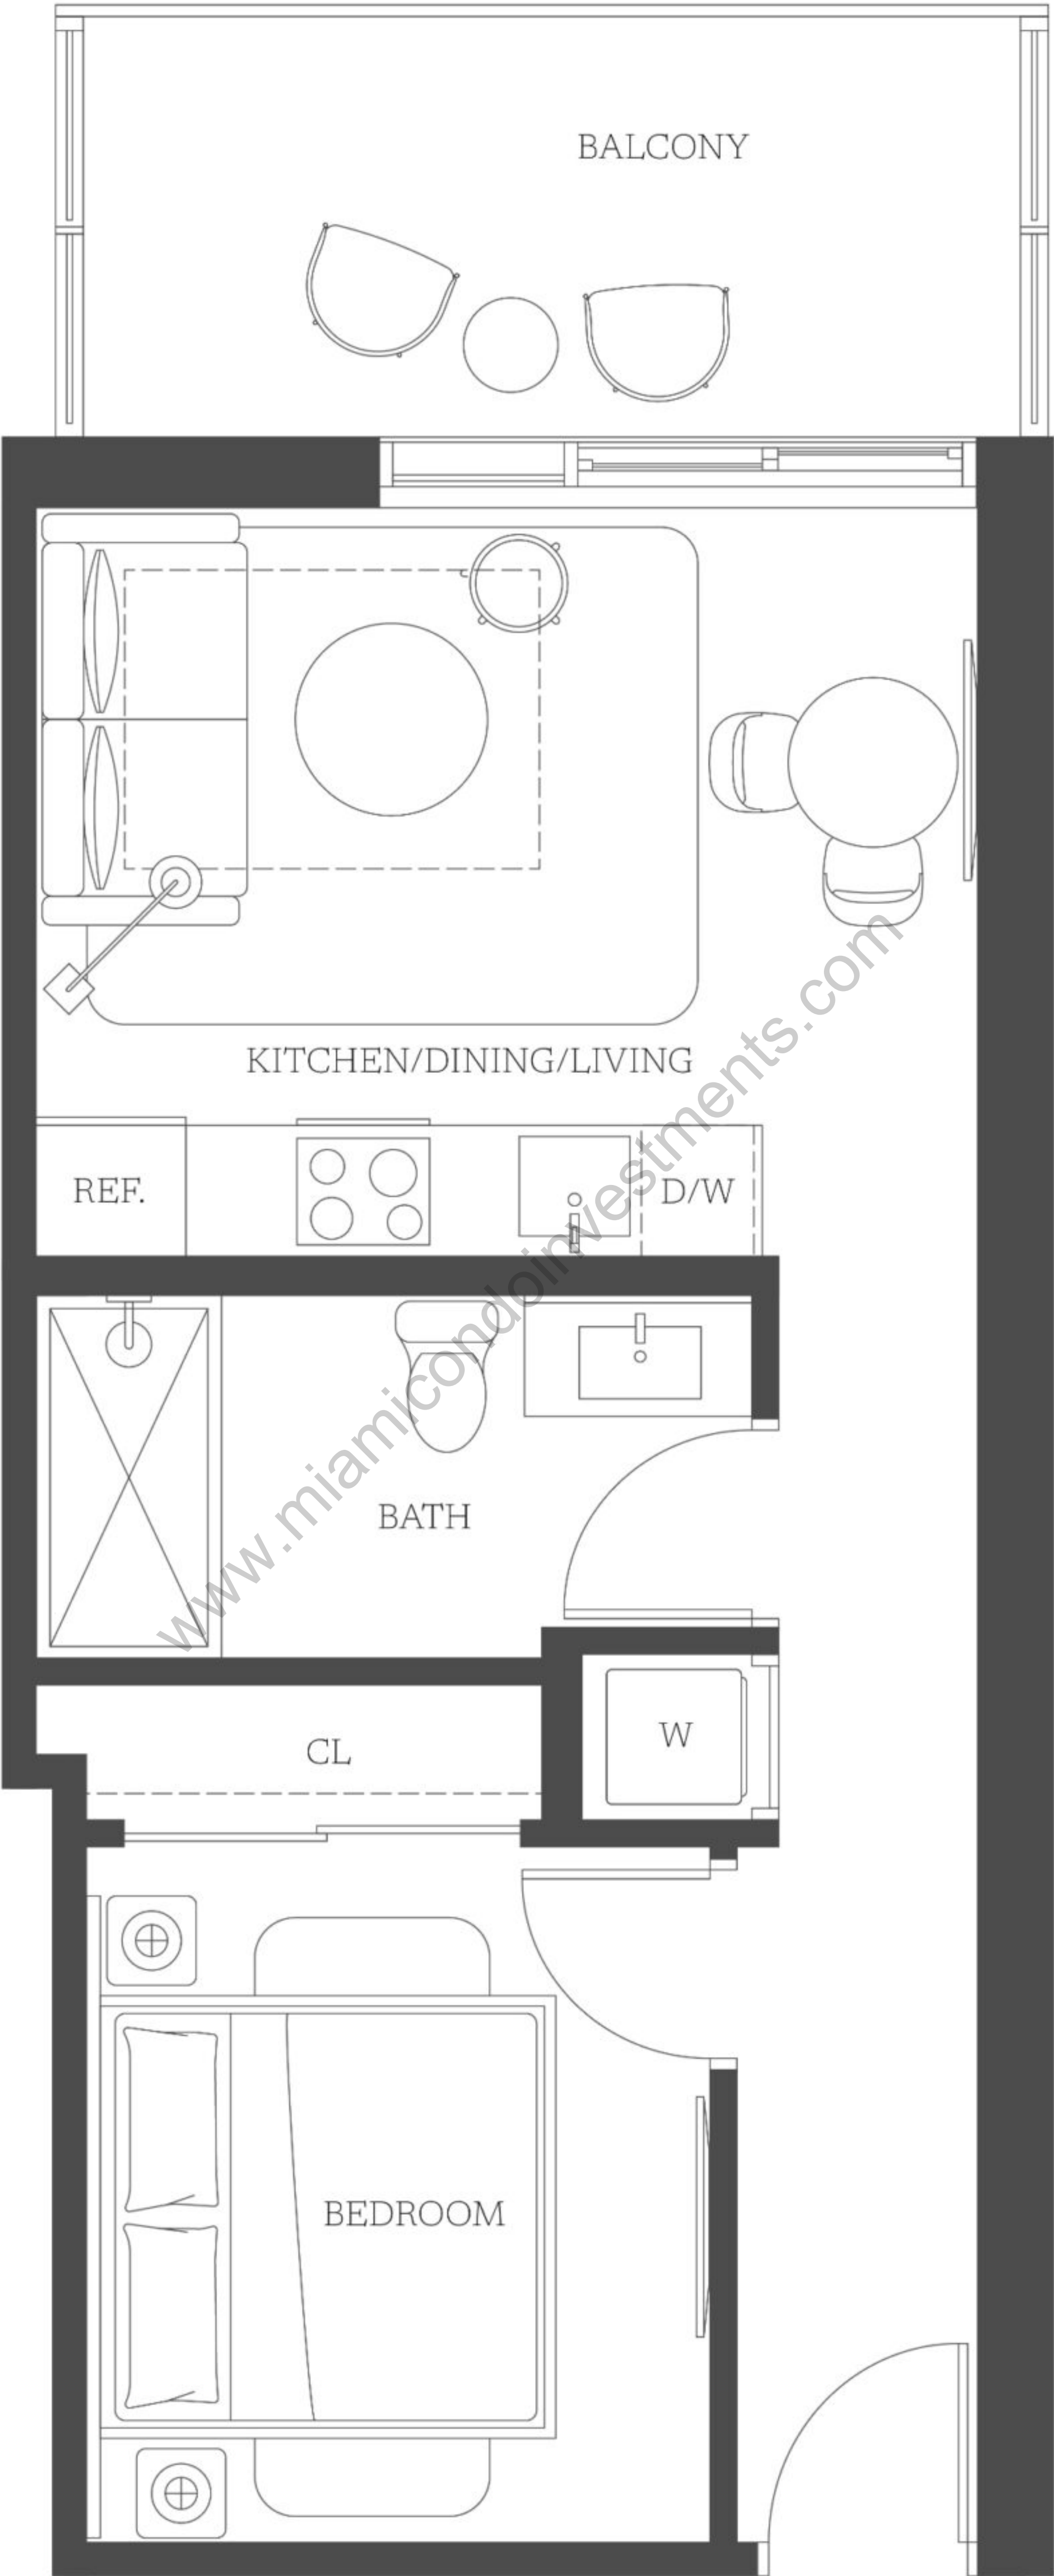 BALCONY
KITCHEN/DINING/LIVING
REF.
D/W
www.miamicondoinvestments.com
BATH
W
CL
BEDROOM